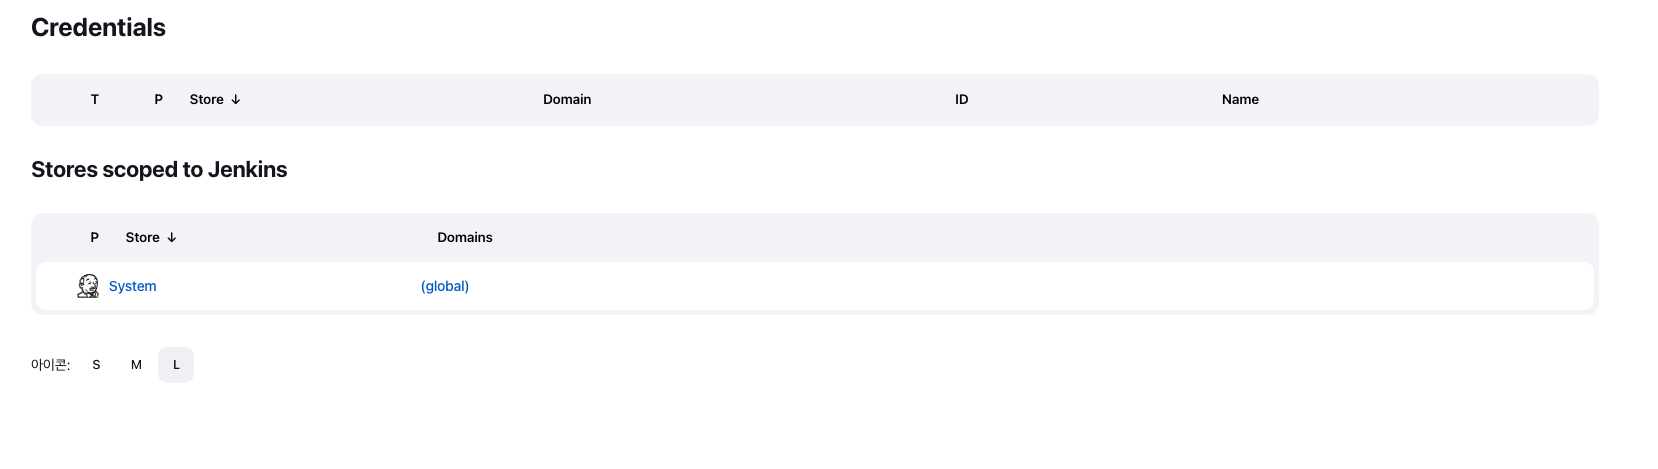 Credentials
T P Store ↓ Domain ID Name
Stores scoped to Jenkins
P Store ↓ Domains
System (global)
아이콘: S M L